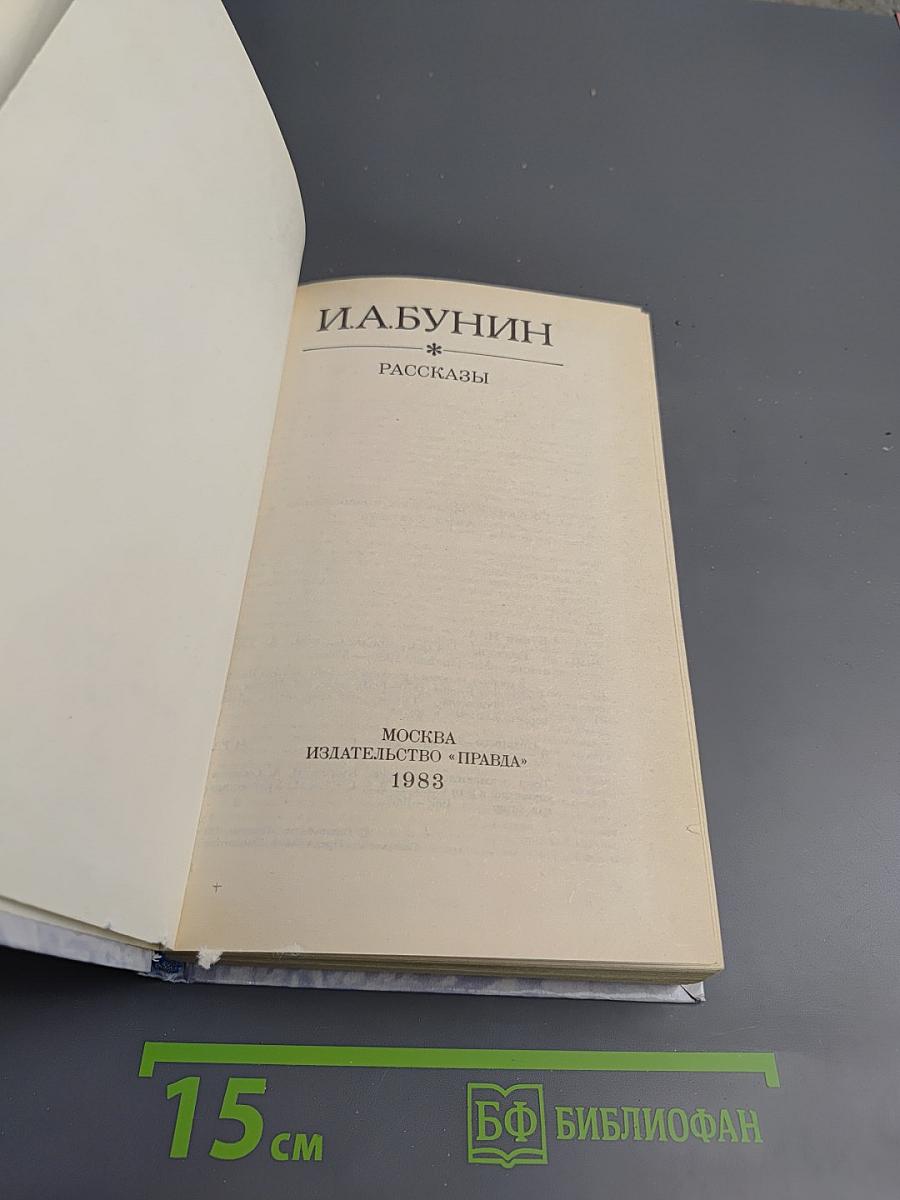 И.А.БУНИН
*
РАССКАЗЫ
МОСКВА
ИЗДАТЕЛЬСТВО «ПРАВДА»
1983
15 см
БФ БИБЛИОФАН